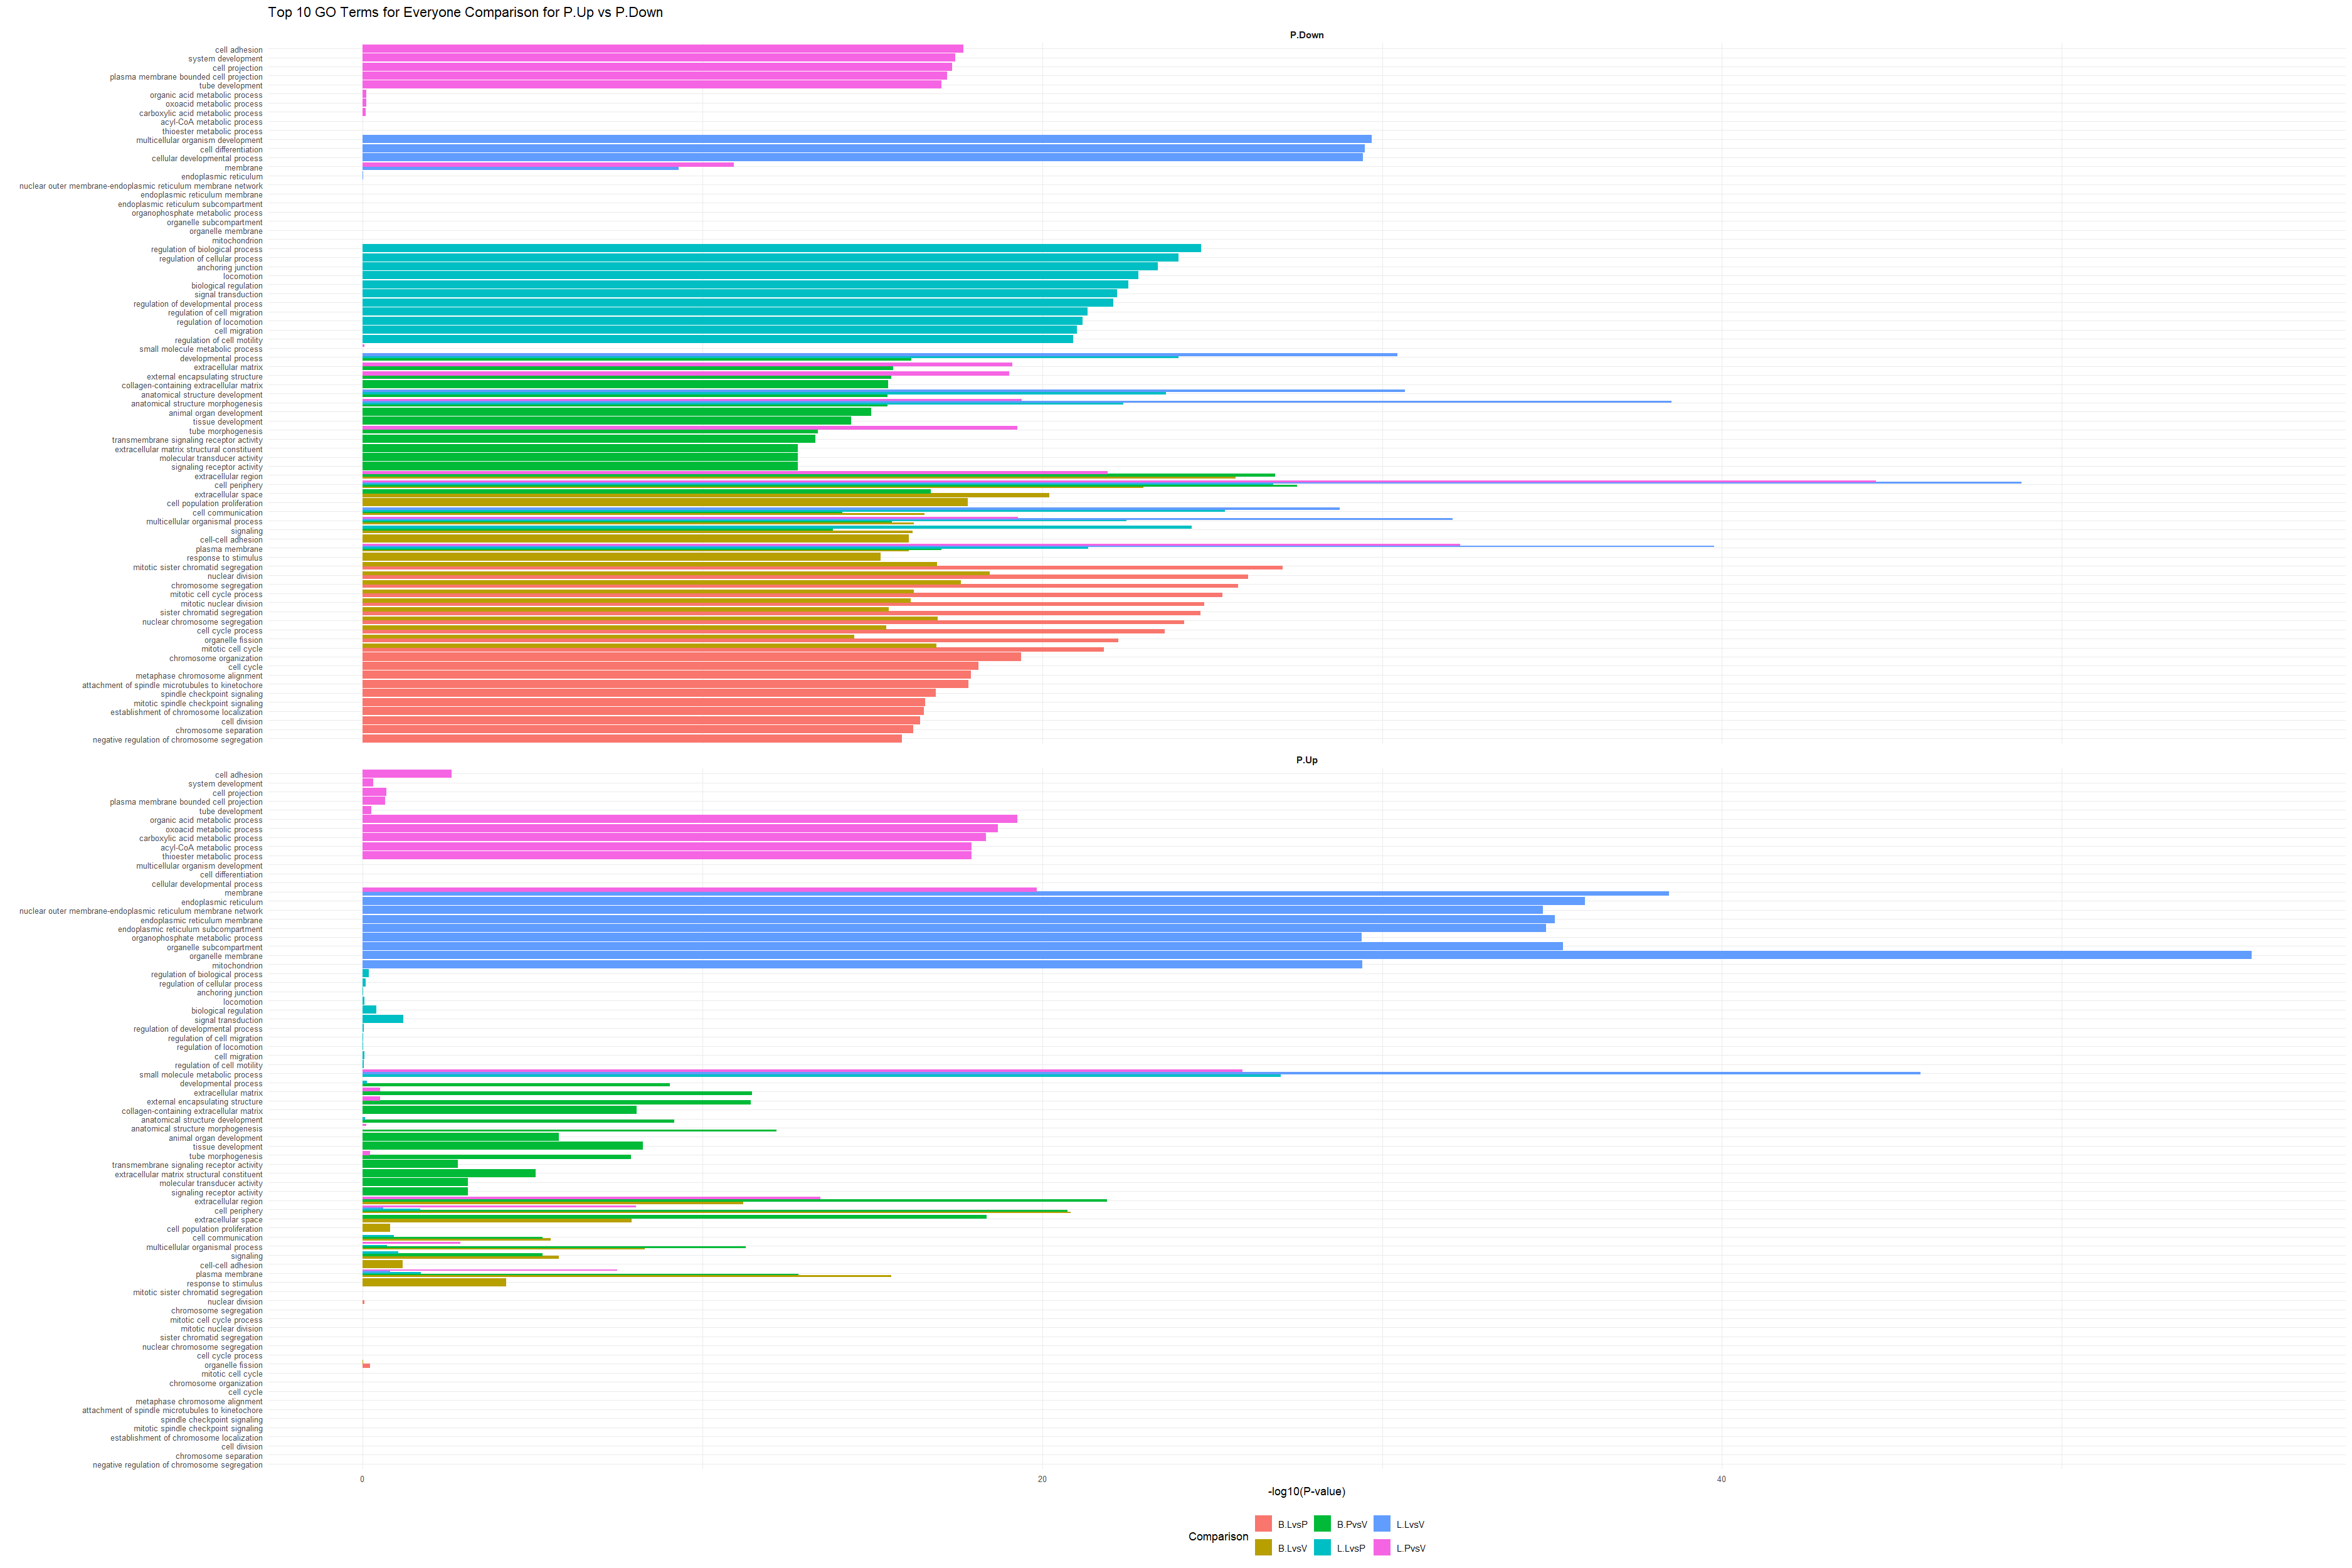 Top 10 GO Terms for Everyone Comparison for P.Up vs P.Down
P.Down
cell adhesion
system development
cell projection
plasma membrane bounded cell projection
tube development
organic acid metabolic process
oxoacid metabolic process
carboxylic acid metabolic process
acyl-CoA metabolic process
thioester metabolic process
multicellular organism development
cell differentiation
cellular developmental process
membrane
endoplasmic reticulum
nuclear outer membrane-endoplasmic reticulum membrane network
endoplasmic reticulum membrane
endoplasmic reticulum subcompartment
organophosphate metabolic process
organelle subcompartment
organelle membrane
mitochondrion
regulation of biological process
regulation of cellular process
anchoring junction
locomotion
biological regulation
signal transduction
regulation of developmental process
regulation of cell migration
regulation of locomotion
cell migration
regulation of cell motility
small molecule metabolic process
developmental process
extracellular matrix
external encapsulating structure
collagen-containing extracellular matrix
anatomical structure development
anatomical structure morphogenesis
animal organ development
tissue development
tube morphogenesis
transmembrane signaling receptor activity
extracellular matrix structural constituent
molecular transducer activity
signaling receptor activity
extracellular region
cell periphery
extracellular space
cell population proliferation
cell communication
multicellular organismal process
signaling
cell-cell adhesion
plasma membrane
response to stimulus
mitotic sister chromatid segregation
nuclear division
chromosome segregation
mitotic cell cycle process
mitotic nuclear division
sister chromatid segregation
nuclear chromosome segregation
cell cycle process
organelle fission
mitotic cell cycle
chromosome organization
cell cycle
metaphase chromosome alignment
attachment of spindle microtubules to kinetochore
spindle checkpoint signaling
mitotic spindle checkpoint signaling
establishment of chromosome localization
cell division
chromosome separation
negative regulation of chromosome segregation
P.Up
cell adhesion
system development
cell projection
plasma membrane bounded cell projection
tube development
organic acid metabolic process
oxoacid metabolic process
carboxylic acid metabolic process
acyl-CoA metabolic process
thioester metabolic process
multicellular organism development
cell differentiation
cellular developmental process
membrane
endoplasmic reticulum
nuclear outer membrane-endoplasmic reticulum membrane network
endoplasmic reticulum membrane
endoplasmic reticulum subcompartment
organophosphate metabolic process
organelle subcompartment
organelle membrane
mitochondrion
regulation of biological process
regulation of cellular process
anchoring junction
locomotion
biological regulation
signal transduction
regulation of developmental process
regulation of cell migration
regulation of locomotion
cell migration
regulation of cell motility
small molecule metabolic process
developmental process
extracellular matrix
external encapsulating structure
collagen-containing extracellular matrix
anatomical structure development
anatomical structure morphogenesis
animal organ development
tissue development
tube morphogenesis
transmembrane signaling receptor activity
extracellular matrix structural constituent
molecular transducer activity
signaling receptor activity
extracellular region
cell periphery
extracellular space
cell population proliferation
cell communication
multicellular organismal process
signaling
cell-cell adhesion
plasma membrane
response to stimulus
mitotic sister chromatid segregation
nuclear division
chromosome segregation
mitotic cell cycle process
mitotic nuclear division
sister chromatid segregation
nuclear chromosome segregation
cell cycle process
organelle fission
mitotic cell cycle
chromosome organization
cell cycle
metaphase chromosome alignment
attachment of spindle microtubules to kinetochore
spindle checkpoint signaling
mitotic spindle checkpoint signaling
establishment of chromosome localization
cell division
chromosome separation
negative regulation of chromosome segregation
0 20 40
-log10(P-value)
Comparison
B.LvsP B.PvsV L.LvsV
B.LvsV L.LvsP L.PvsV